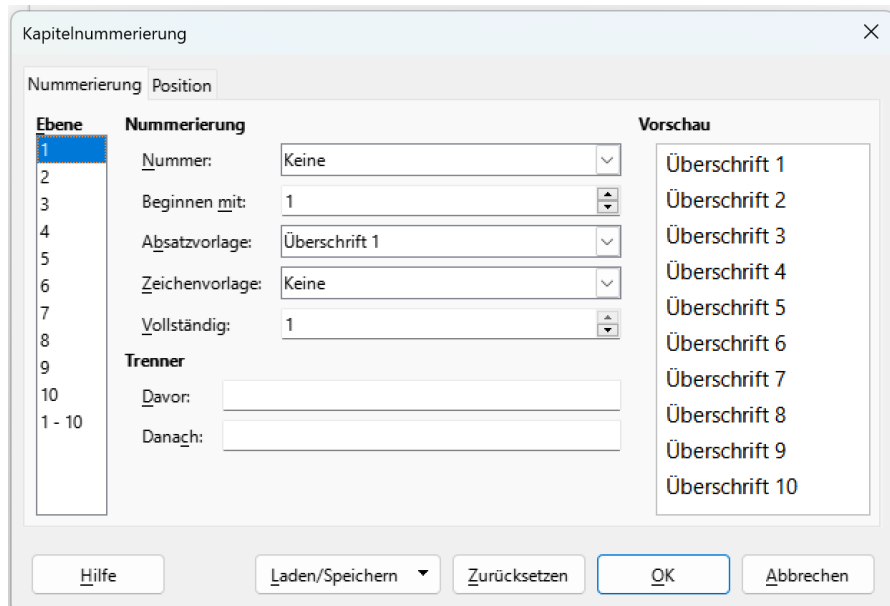 Kapitelnummerierung
Nummerierung Position
Ebene
1
2
3
4
5
6
7
8
9
10
1 - 10
Nummerierung
Nummer: Keine
Beginnen mit: 1
Absatzvorlage: Überschrift 1
Zeichenvorlage: Keine
Vollständig: 1
Trenner
Davor:
Danach:
Vorschau
Überschrift 1
Überschrift 2
Überschrift 3
Überschrift 4
Überschrift 5
Überschrift 6
Überschrift 7
Überschrift 8
Überschrift 9
Überschrift 10
Hilfe Laden/Speichern Zurücksetzen OK Abbrechen